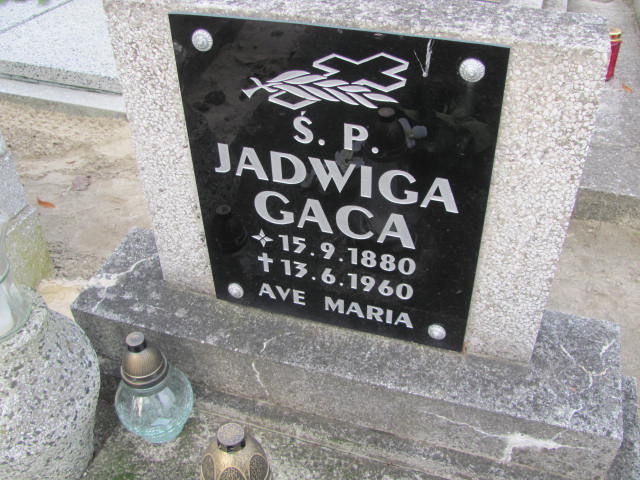 Ś. P.
JADWIGA
GACA
15.9.1880
13.6.1960
AVE MARIA